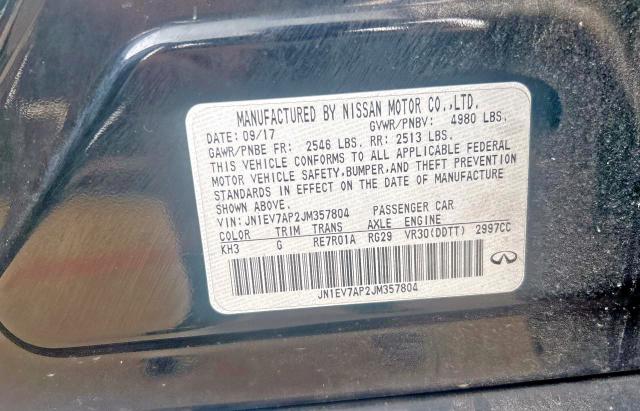 MANUFACTURED BY NISSAN MOTOR CO.,LTD.
DATE: 09/17 GVWR/PNBV: 4980 LBS.
GAWR/PNBE FR: 2546 LBS. RR: 2513 LBS.
THIS VEHICLE CONFORMS TO ALL APPLICABLE FEDERAL
MOTOR VEHICLE SAFETY, BUMPER, AND THEFT PREVENTION
STANDARDS IN EFFECT ON THE DATE OF MANUFACTURE
SHOWN ABOVE.
VIN: JN1EV7AP2JM357804 PASSENGER CAR
COLOR TRIM TRANS AXLE ENGINE
KH3 G RE7R01A RG29 VR30(DDTT) 2997CC
JN1EV7AP2JM357804